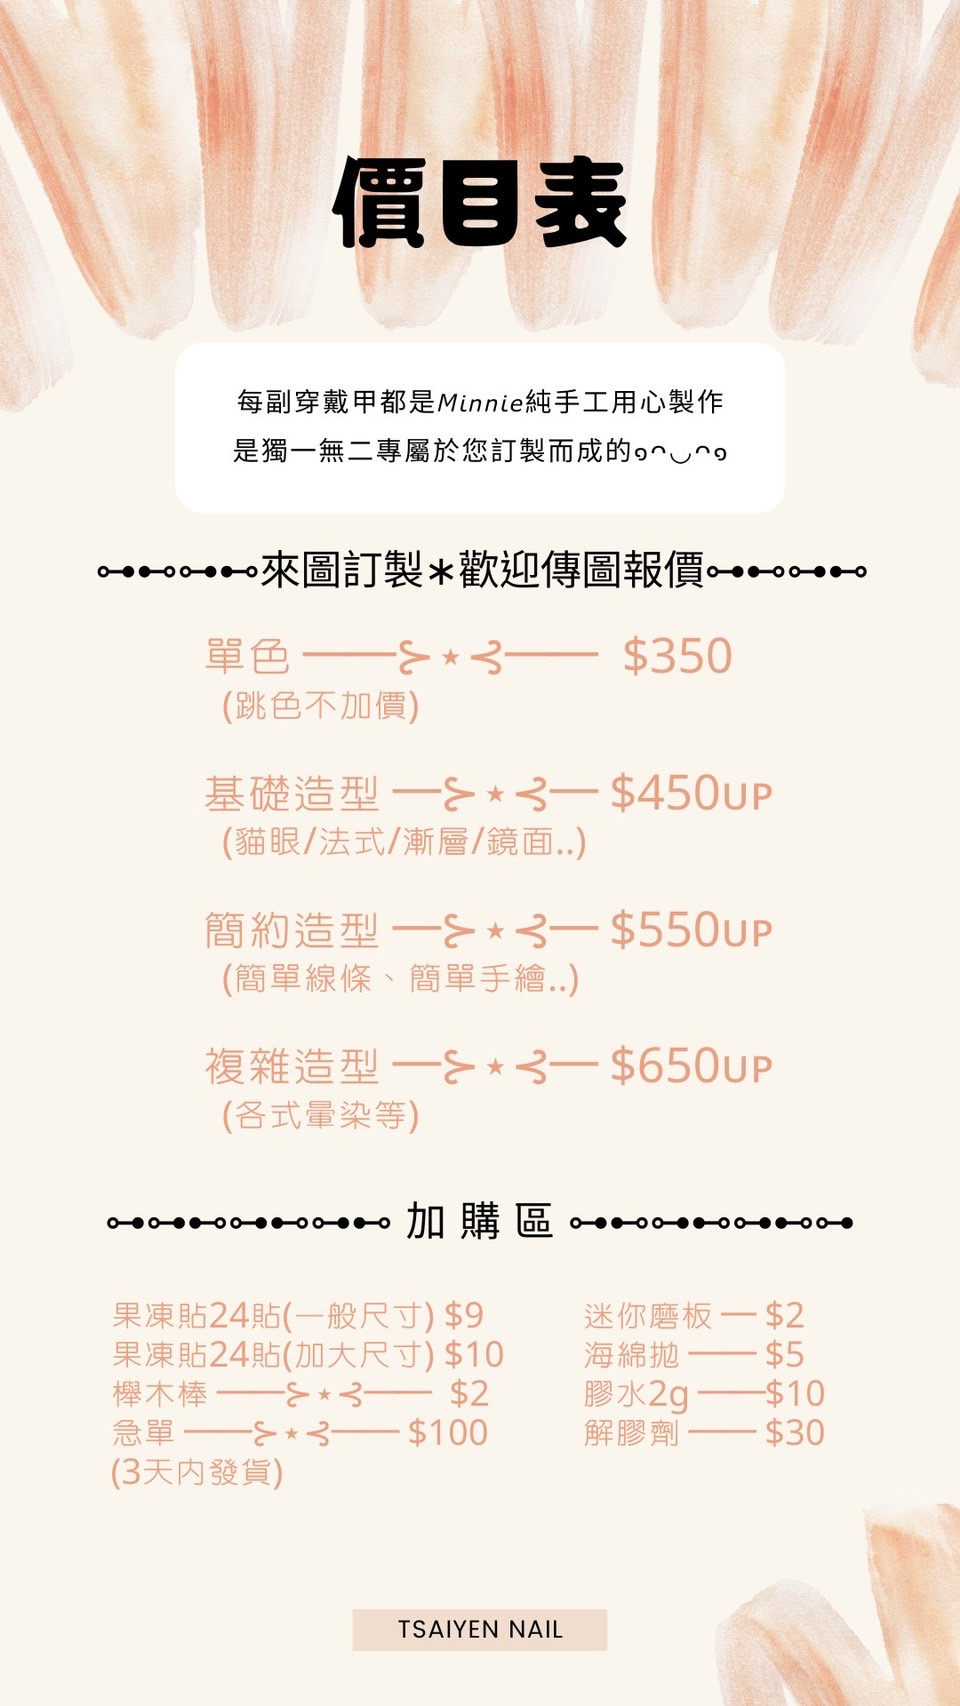 價目表
每副穿戴甲都是Minnie純手工用心製作
是獨一無二專屬於您訂製而成的
來圖訂製＊歡迎傳圖報價
單色 $350
(跳色不加價)
基礎造型 $450UP
(貓眼/法式/漸層/鏡面..)
簡約造型 $550UP
(簡單線條、簡單手繪..)
複雜造型 $650UP
(各式暈染等)
加購區
果凍貼24貼(一般尺寸) $9
果凍貼24貼(加大尺寸) $10
櫸木棒 $2
急單 $100
(3天内發貨)
迷你磨板 $2
海綿拋 $5
膠水2g $10
解膠劑 $30
TSAIYEN NAIL